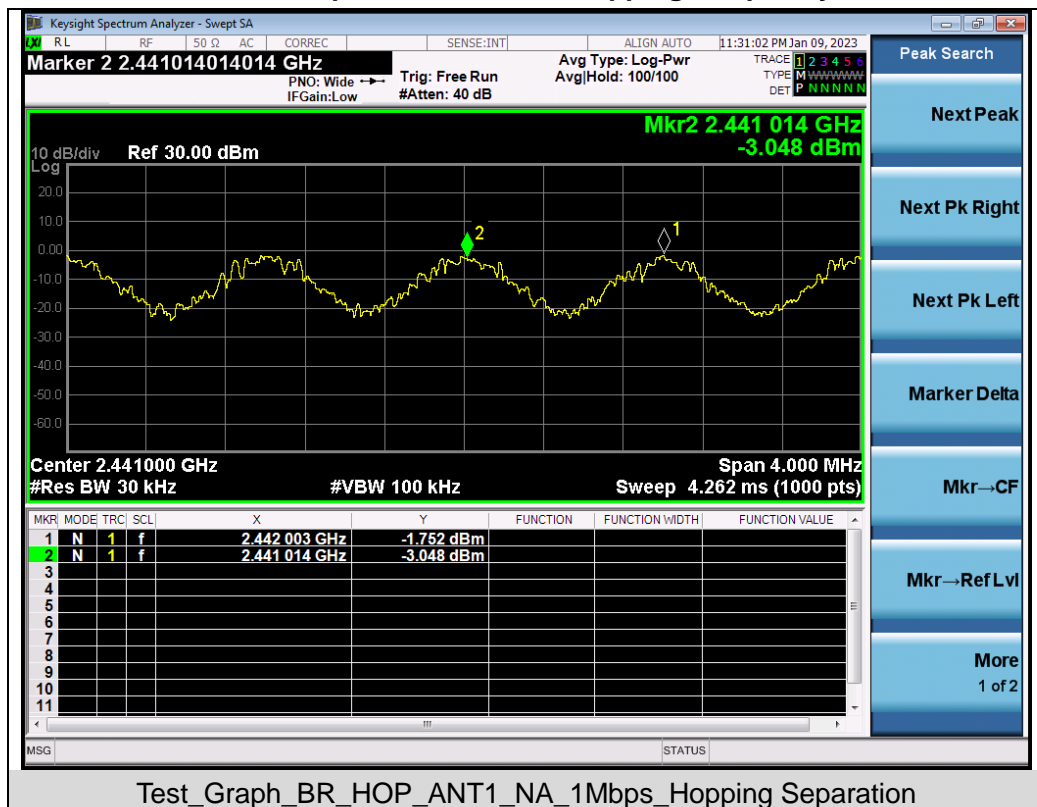 Keysight Spectrum Analyzer - Swept SA
LXI RL RF 50 Ω AC CORREC SENSE:INT ALIGN AUTO 11:31:02 PM Jan 09, 2023
Marker 2 2.441014014014 GHz
PNO: Wide
IFGain:Low
Trig: Free Run
#Atten: 40 dB
Avg Type: Log-Pwr
Avg|Hold: 100/100
TRACE 1 2 3 4 5 6
TYPE M WWWWW
DET P N N N N N
Peak Search
Mkr2 2.441 014 GHz
-3.048 dBm
10 dB/div
Log
Ref 30.00 dBm
20.0
10.0
0.00
-10.0
-20.0
-30.0
-40.0
-50.0
-60.0
2
1
Center 2.441000 GHz
Span 4.000 MHz
#Res BW 30 kHz
#VBW 100 kHz
Sweep 4.262 ms (1000 pts)
MKR MODE TRC SCL X Y FUNCTION FUNCTION WIDTH FUNCTION VALUE
1 N 1 f 2.442 003 GHz -1.752 dBm
2 N 1 f 2.441 014 GHz -3.048 dBm
3
4
5
6
7
8
9
10
11
MSG
STATUS
Next Peak
Next Pk Right
Next Pk Left
Marker Delta
Mkr→CF
Mkr→Ref Lvl
More
1 of 2
Test_Graph_BR_HOP_ANT1_NA_1Mbps_Hopping Separation